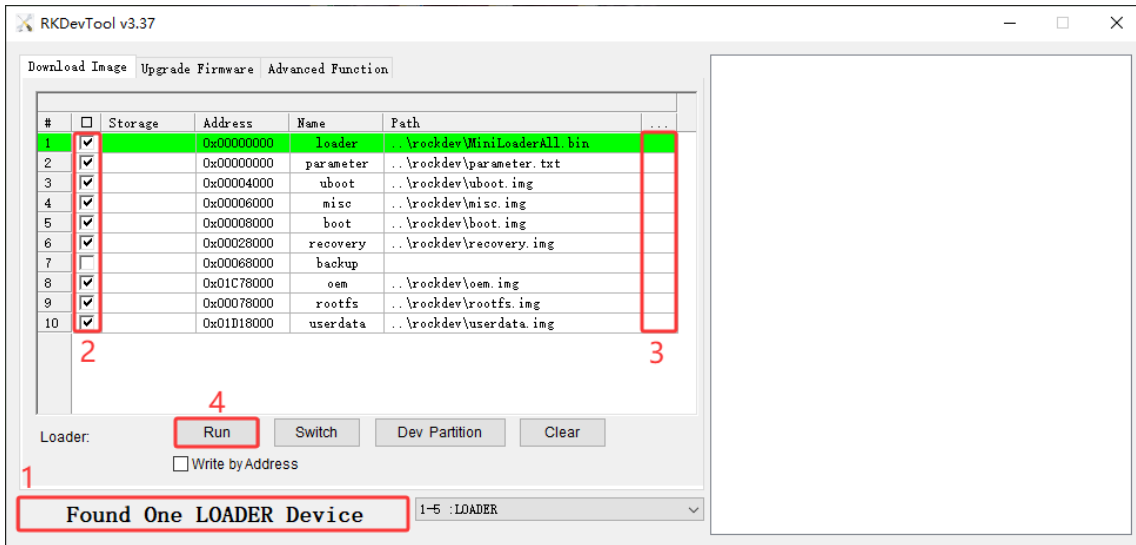 RKDevTool v3.37
Download Image Upgrade Firmware Advanced Function
# Storage Address Name Path ...
1 0x00000000 loader ..\rockdev\MiniLoaderAll.bin
2 0x00000000 parameter ..\rockdev\parameter.txt
3 0x00004000 uboot ..\rockdev\uboot.img
4 0x00006000 misc ..\rockdev\misc.img
5 0x00008000 boot ..\rockdev\boot.img
6 0x00028000 recovery ..\rockdev\recovery.img
7 0x00068000 backup
8 0x01C78000 oem ..\rockdev\oem.img
9 0x00078000 rootfs ..\rockdev\rootfs.img
10 0x01D18000 userdata ..\rockdev\userdata.img
2 3
4
Loader: Run Switch Dev Partition Clear
Write by Address
1
Found One LOADER Device 1-5 :LOADER